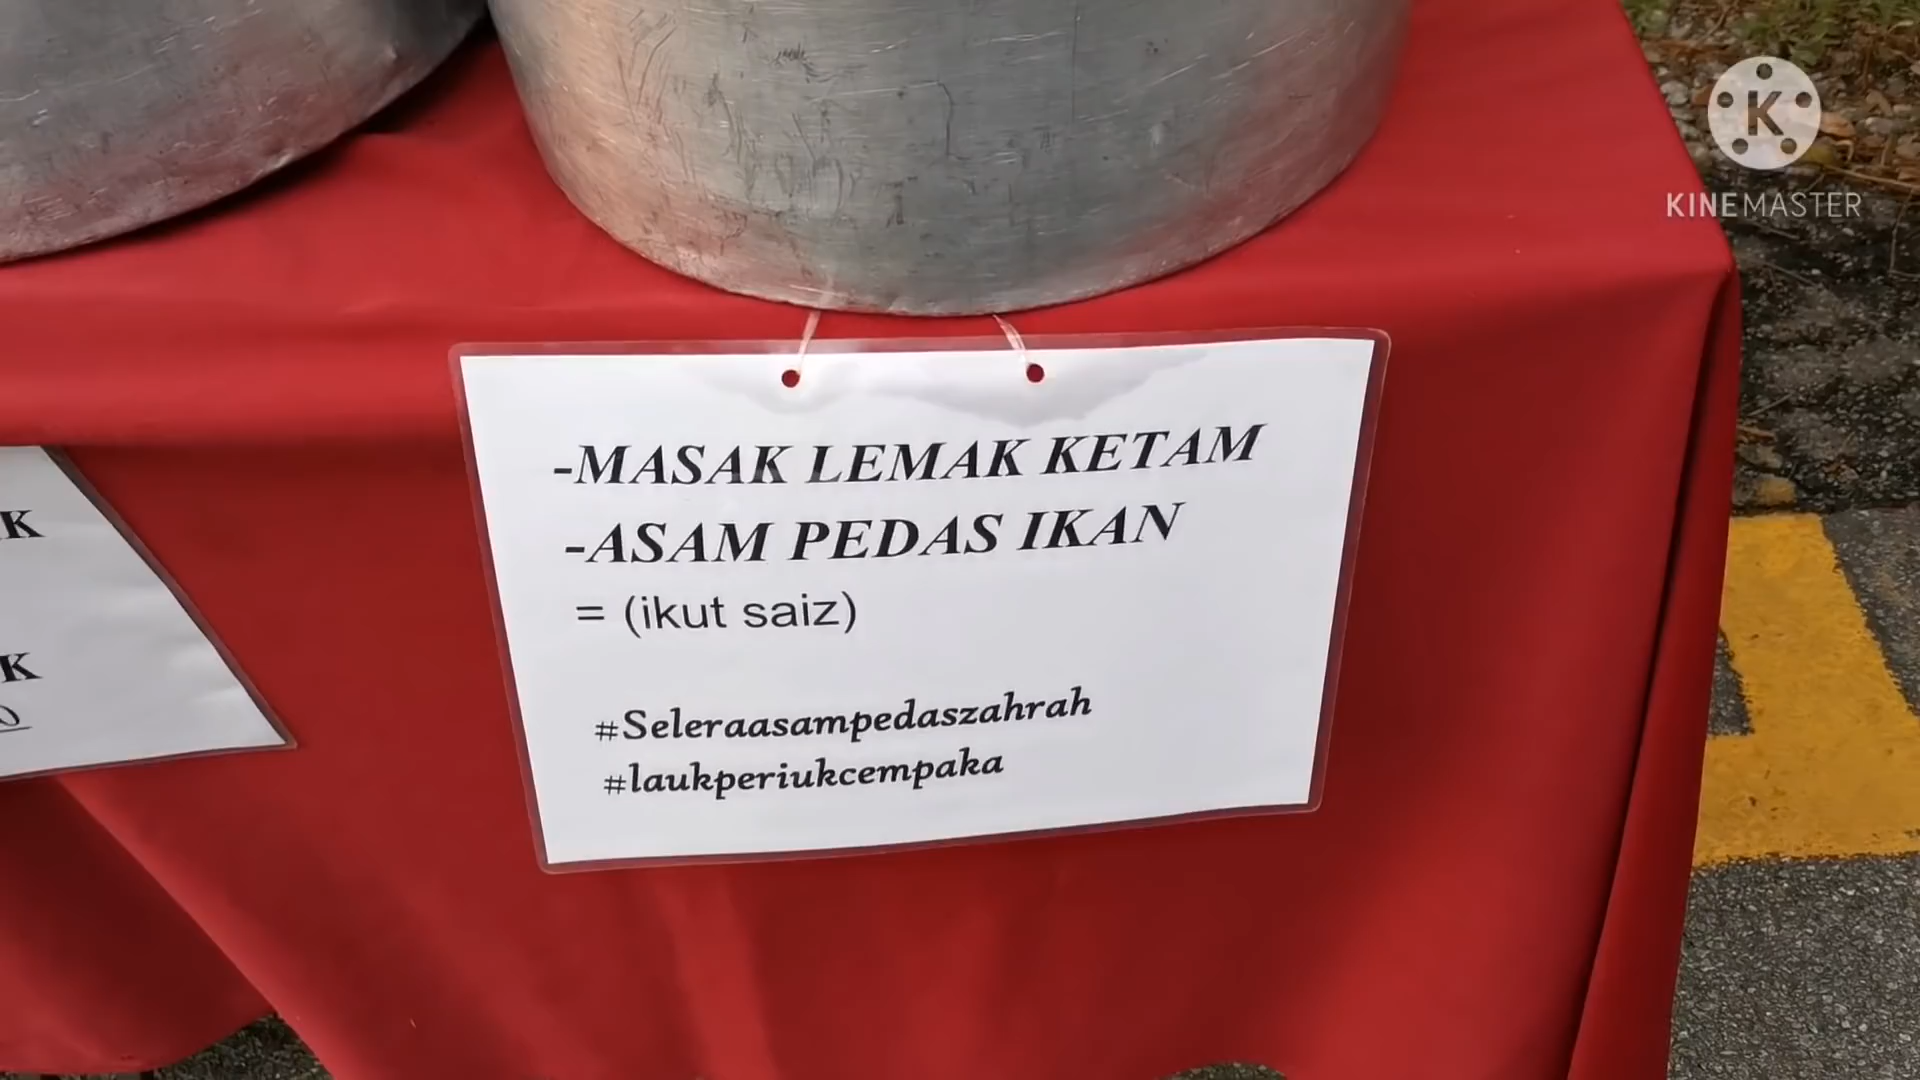 KINEMASTER
-MASAK LEMAK KETAM
-ASAM PEDAS IKAN
= (ikut saiz)
#Seleraasampedaszahrah
#laukperiukcempaka
K
K